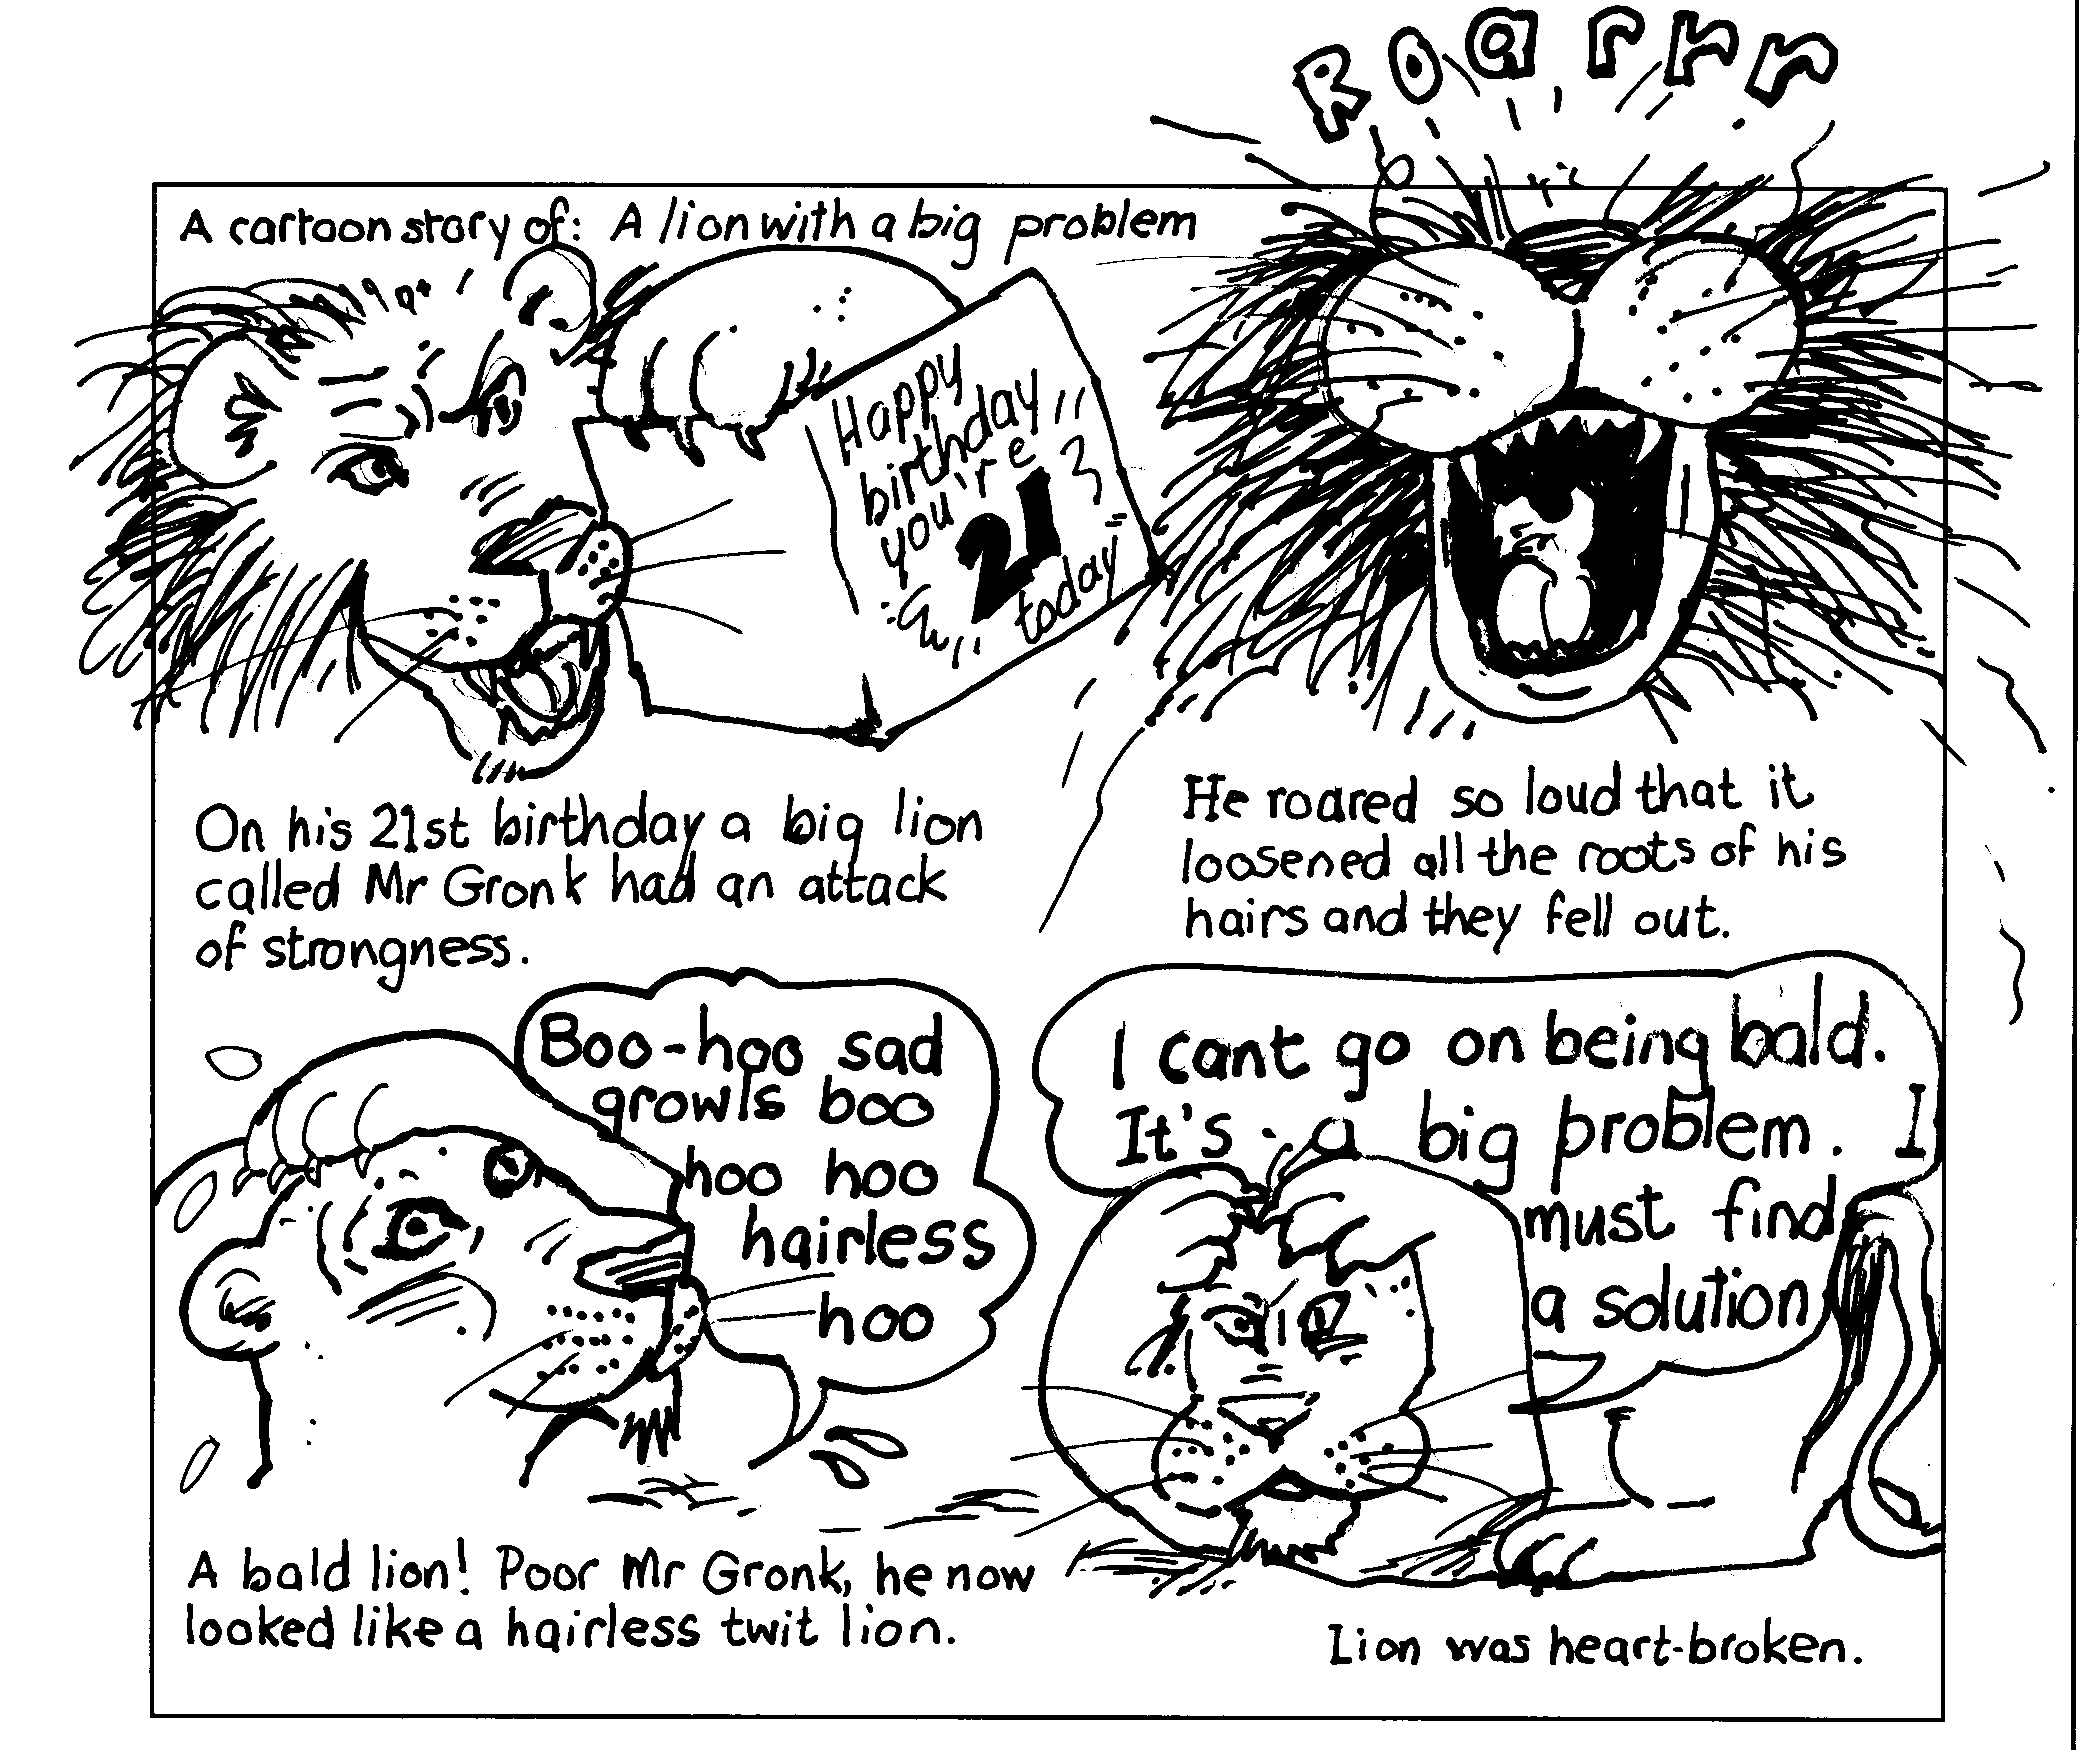 Roarrr
A cartoon story of: A lion with a big problem
Happy
birthday
you're
21
today
On his 21st birthday a big lion
called Mr Gronk had an attack
of strongness.
He roared so loud that it
loosened all the roots of his
hairs and they fell out.
Boo-hoo sad
growls boo
hoo hoo
hairless
hoo
A bald lion! Poor Mr Gronk, he now
looked like a hairless twit lion.
I cant go on being bald.
It's a big problem. I
must find
a solution
Lion was heart-broken.